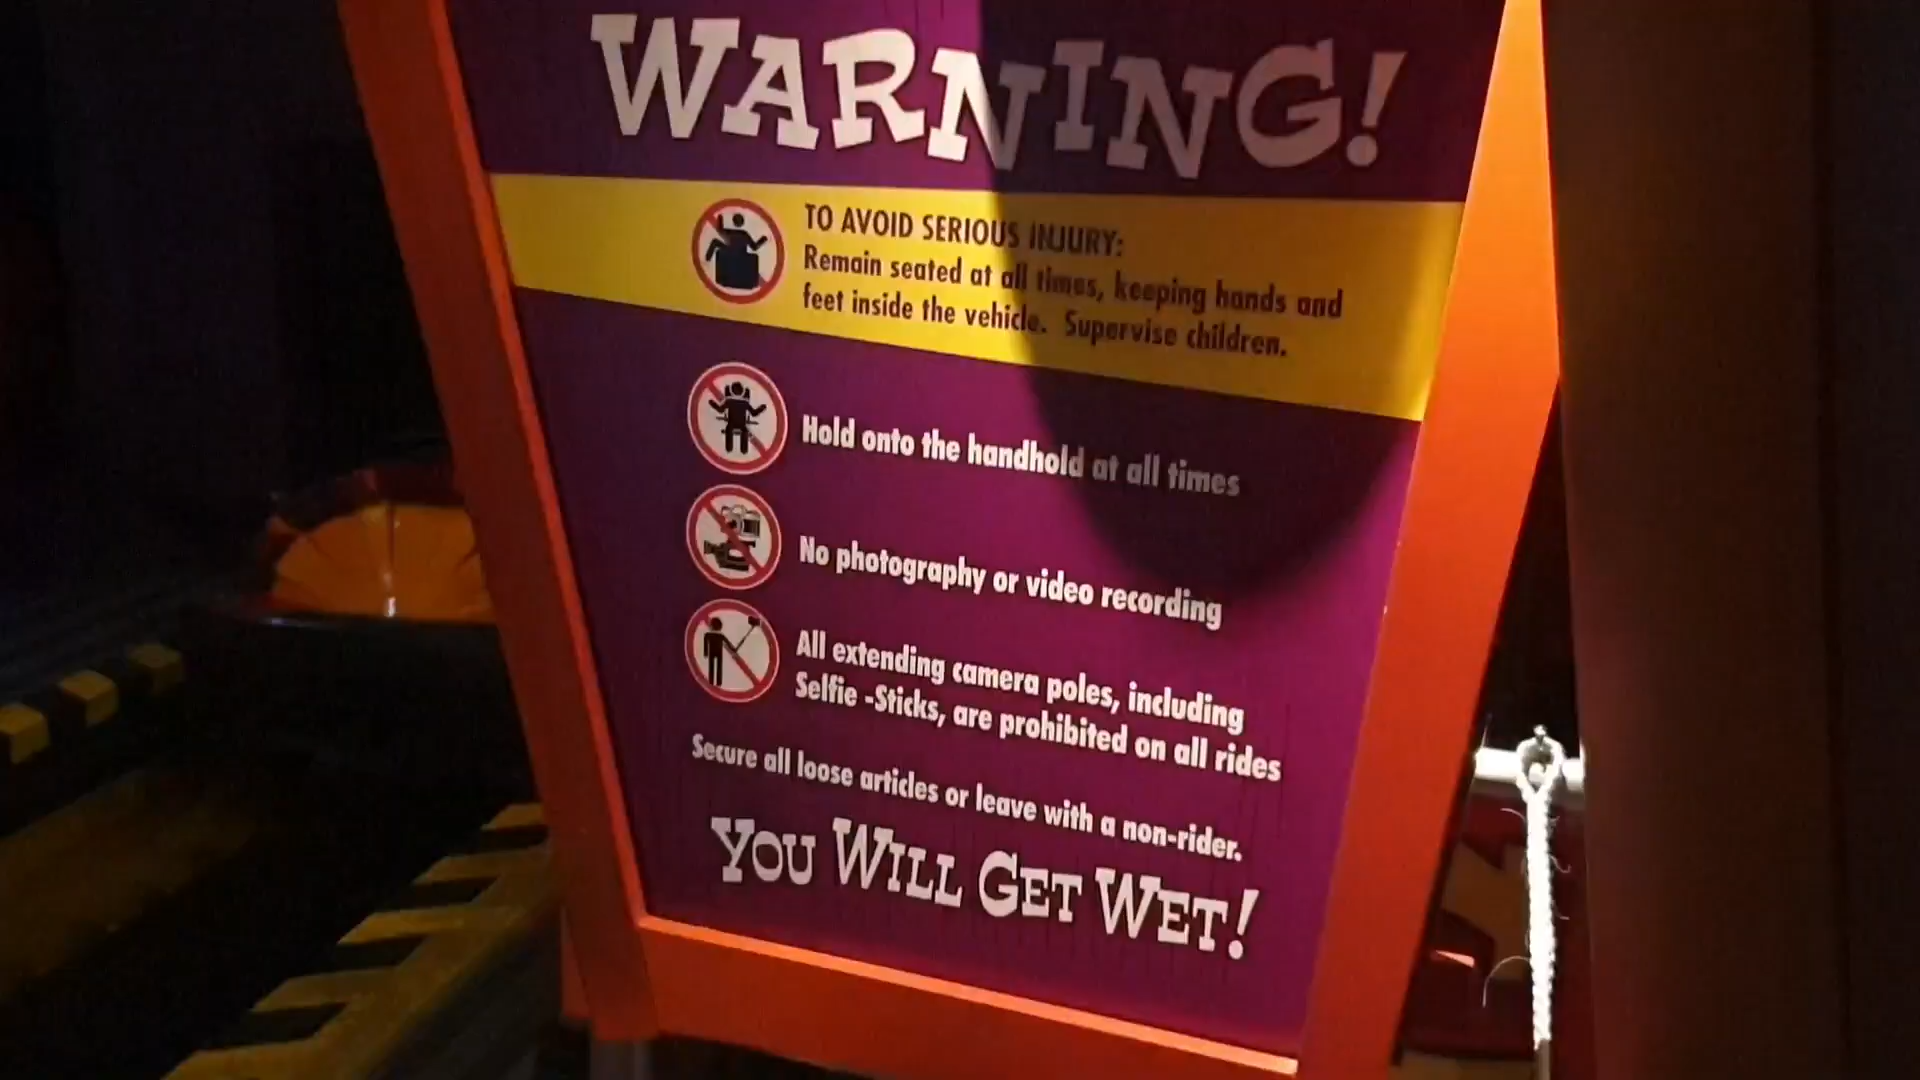 WARNING!
TO AVOID SERIOUS INJURY:
Remain seated at all times, keeping hands and
feet inside the vehicle. Supervise children.
Hold onto the handhold at all times
No photography or video recording
All extending camera poles, including
Selfie -Sticks, are prohibited on all rides
Secure all loose articles or leave with a non-rider.
YOU WILL GET WET!